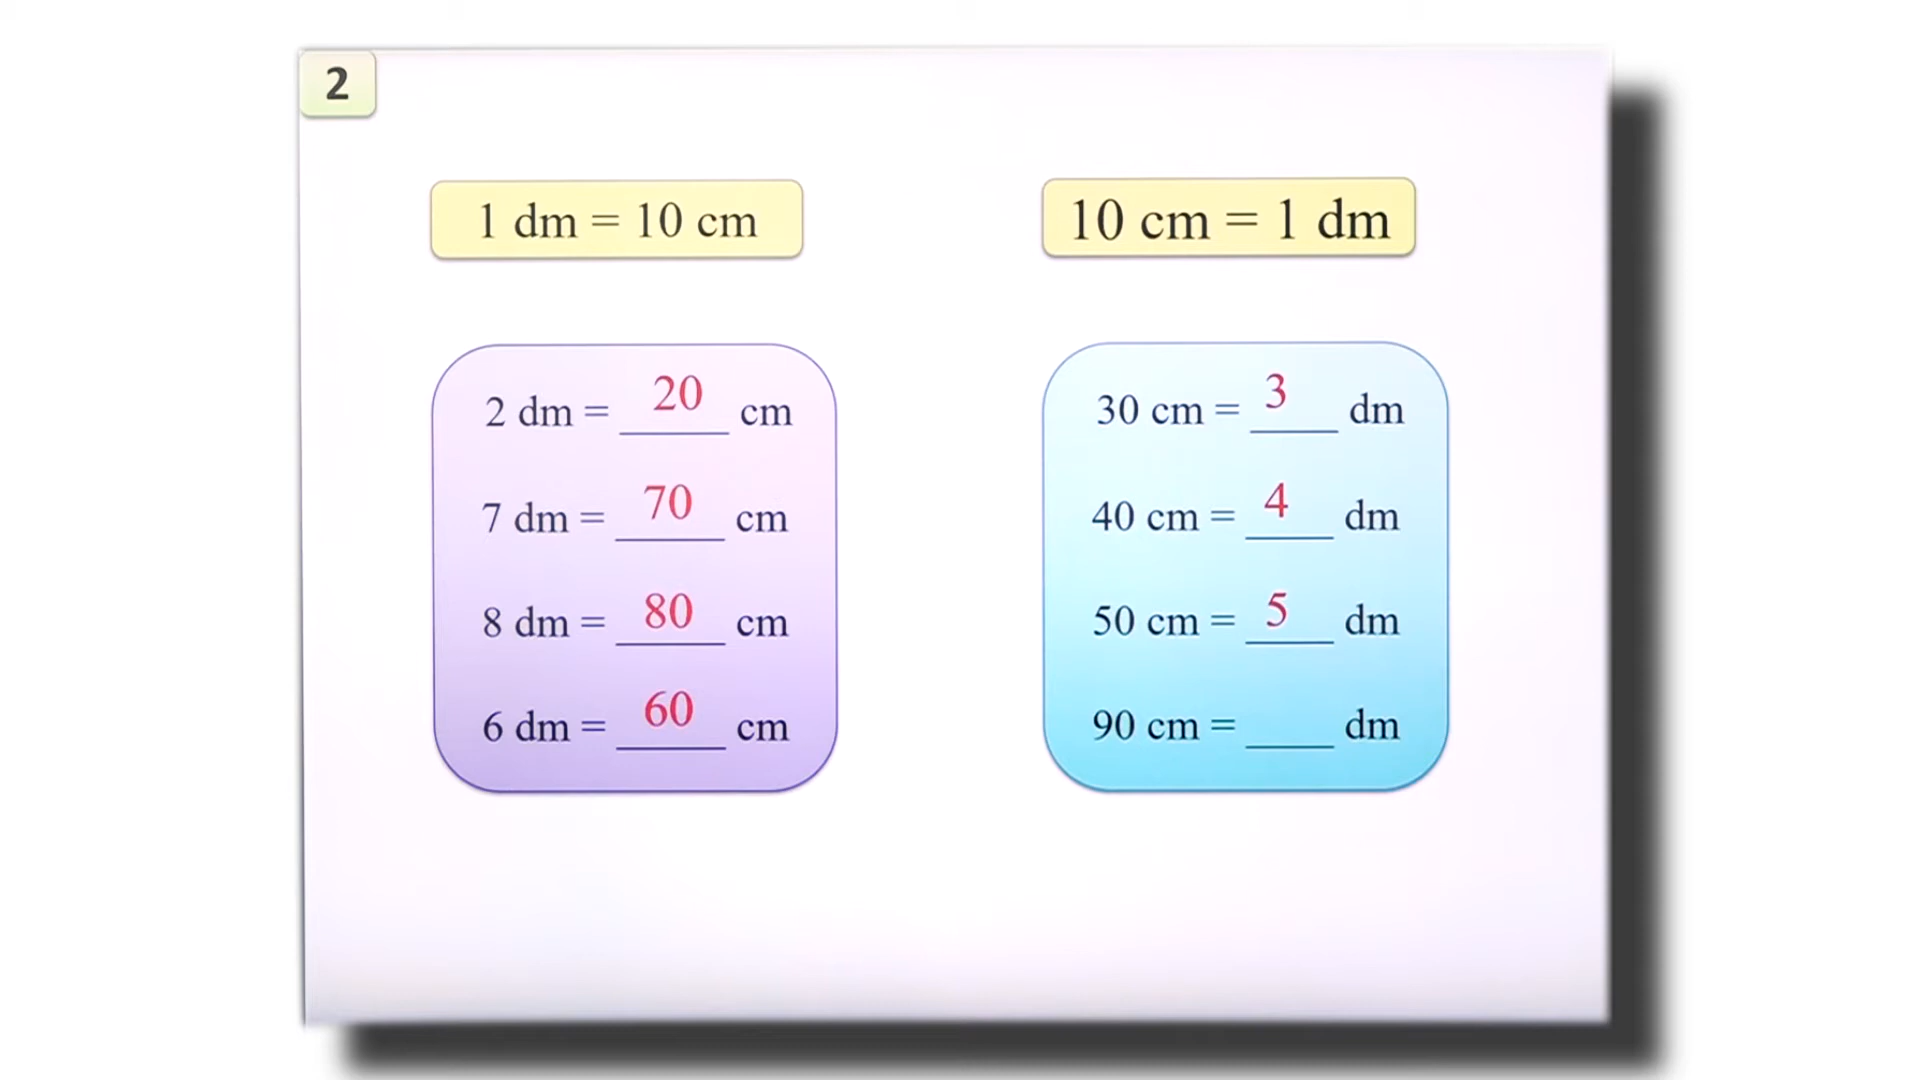 2
1 dm = 10 cm
10 cm = 1 dm
2 dm = 20 cm
7 dm = 70 cm
8 dm = 80 cm
6 dm = 60 cm
30 cm = 3 dm
40 cm = 4 dm
50 cm = 5 dm
90 cm = ____ dm